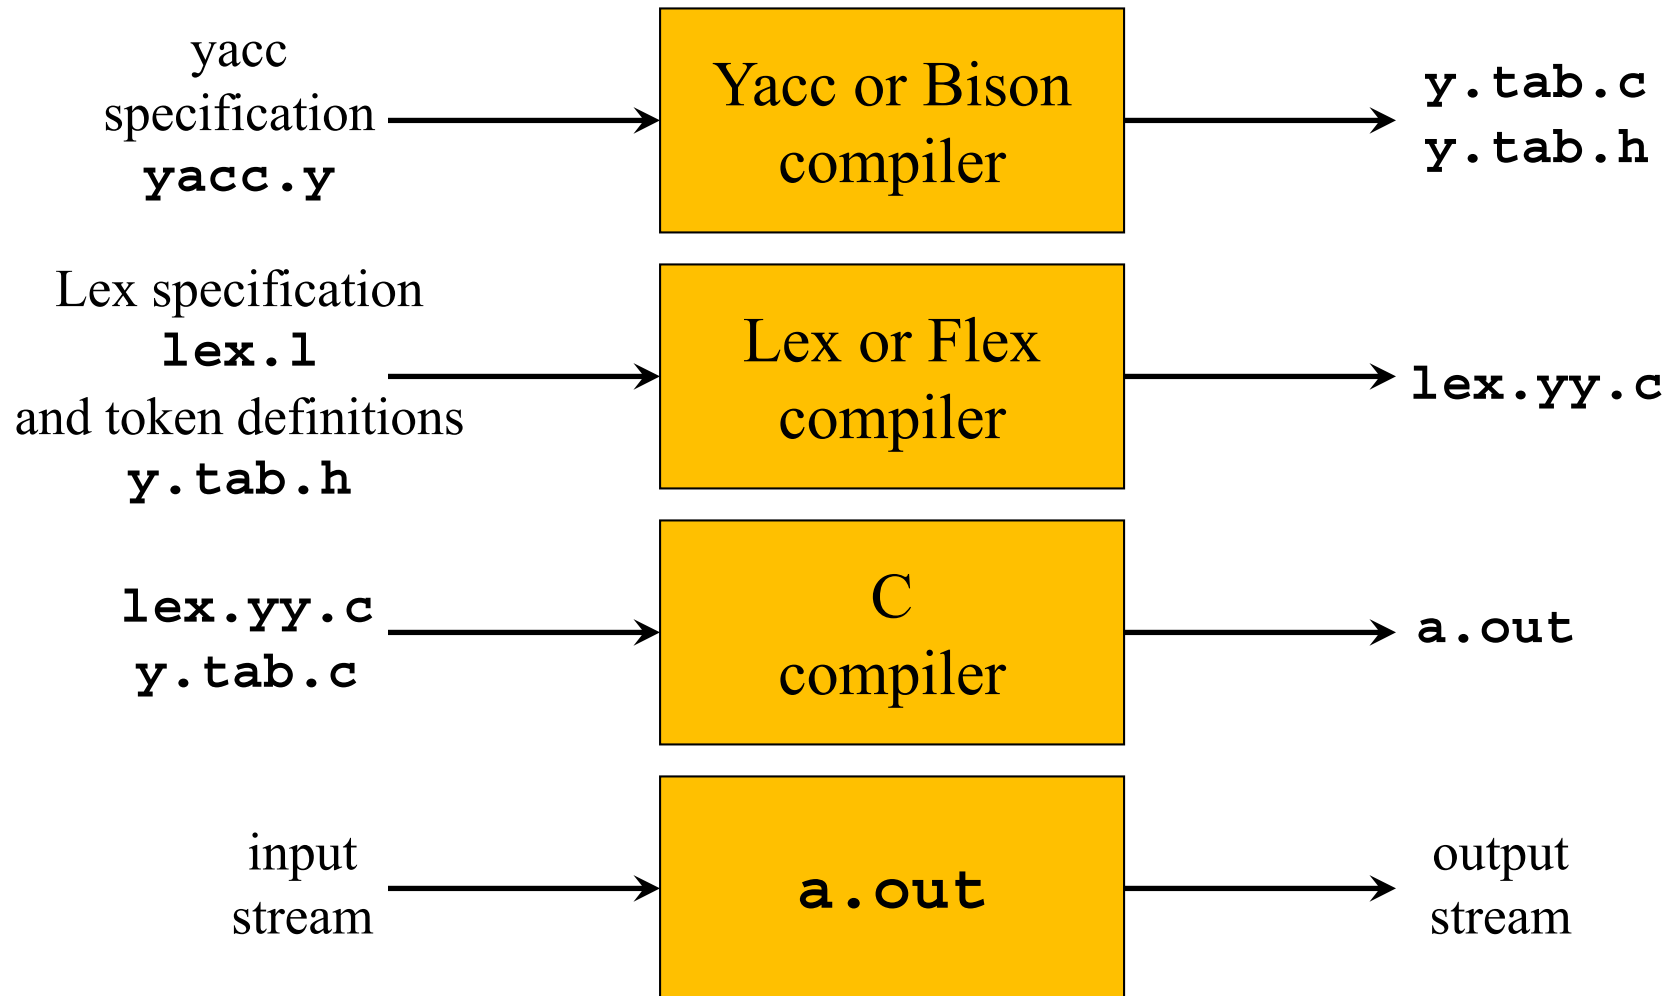 yacc
specification
yacc.y
Yacc or Bison
compiler
y.tab.c
y.tab.h
Lex specification
lex.l
and token definitions
y.tab.h
Lex or Flex
compiler
lex.yy.c
lex.yy.c
y.tab.c
C
compiler
a.out
input
stream
a.out
output
stream